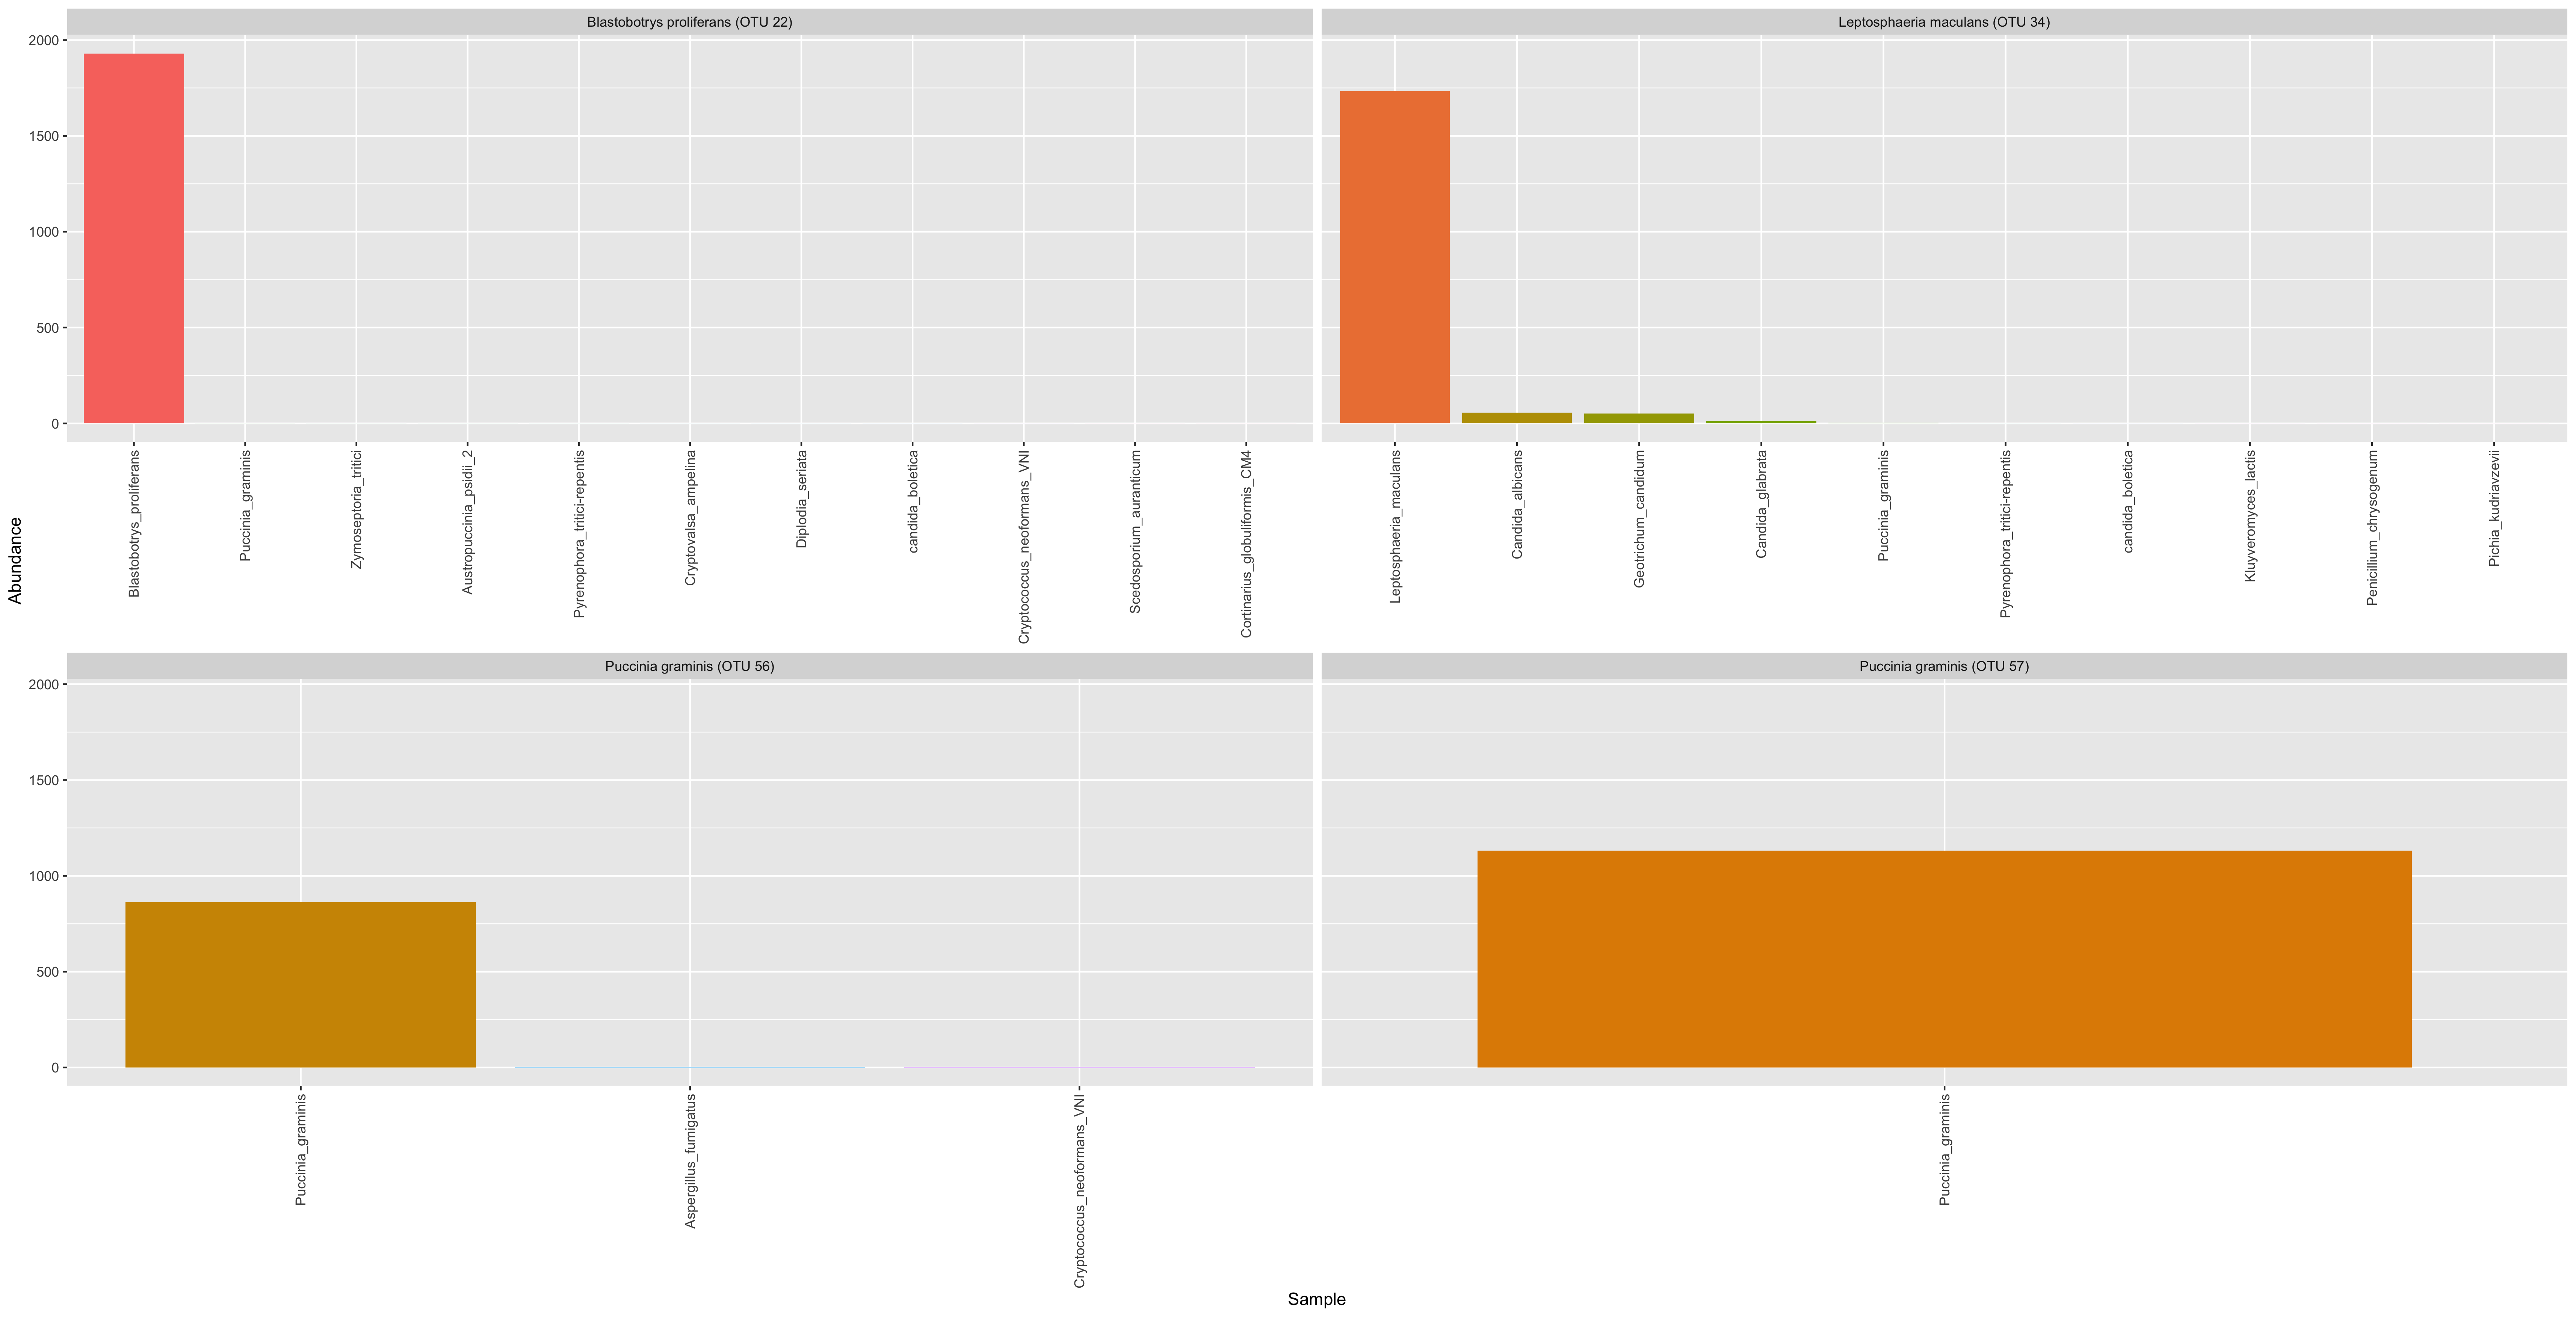 Blastobotrys proliferans (OTU 22)
Leptosphaeria maculans (OTU 34)
2000
1500
1000
500
0
Blastobotrys_proliferans
Puccinia_graminis
Zymoseptoria_tritici
Austropuccinia_psidii_2
Pyrenophora_tritici-repentis
Cryptovalsa_ampelina
Diplodia_seriata
candida_boletica
Cryptococcus_neoformans_VNI
Scedosporium_auranticum
Cortinarius_globuliformis_CM4
Leptosphaeria_maculans
Candida_albicans
Geotrichum_candidum
Candida_glabrata
Puccinia_graminis
Pyrenophora_tritici-repentis
candida_boletica
Kluyveromyces_lactis
Penicillium_chrysogenum
Pichia_kudriavzevii
Abundance
Puccinia graminis (OTU 56)
Puccinia graminis (OTU 57)
2000
1500
1000
500
0
Puccinia_graminis
Aspergillus_fumigatus
Cryptococcus_neoformans_VNI
Puccinia_graminis
Sample